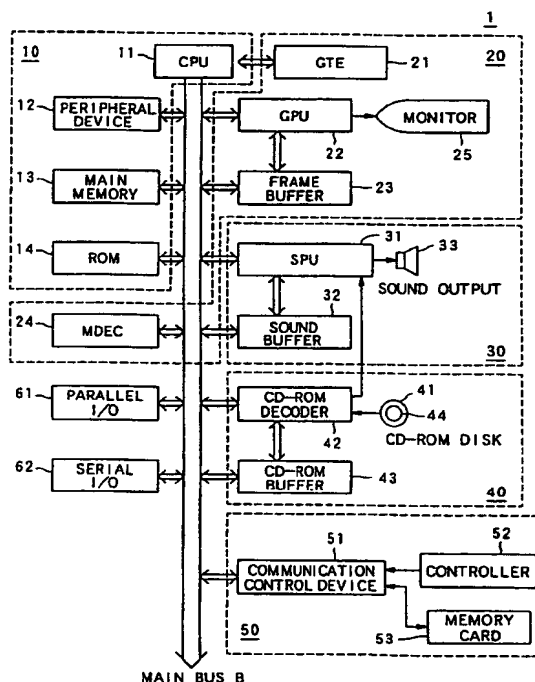 1
10
11
CPU
GTE
21
20
12
PERIPHERAL
DEVICE
GPU
22
MONITOR
25
13
MAIN
MEMORY
FRAME
BUFFER
23
14
ROM
SPU
31
33
SOUND OUTPUT
24
MDEC
32
SOUND
BUFFER
30
61
PARALLEL
I/O
CD-ROM
DECODER
42
41
44
CD-ROM DISK
62
SERIAL
I/O
CD-ROM
BUFFER
43
40
51
COMMUNICATION
CONTROL DEVICE
52
CONTROLLER
MEMORY
CARD
53
50
MAIN BUS B